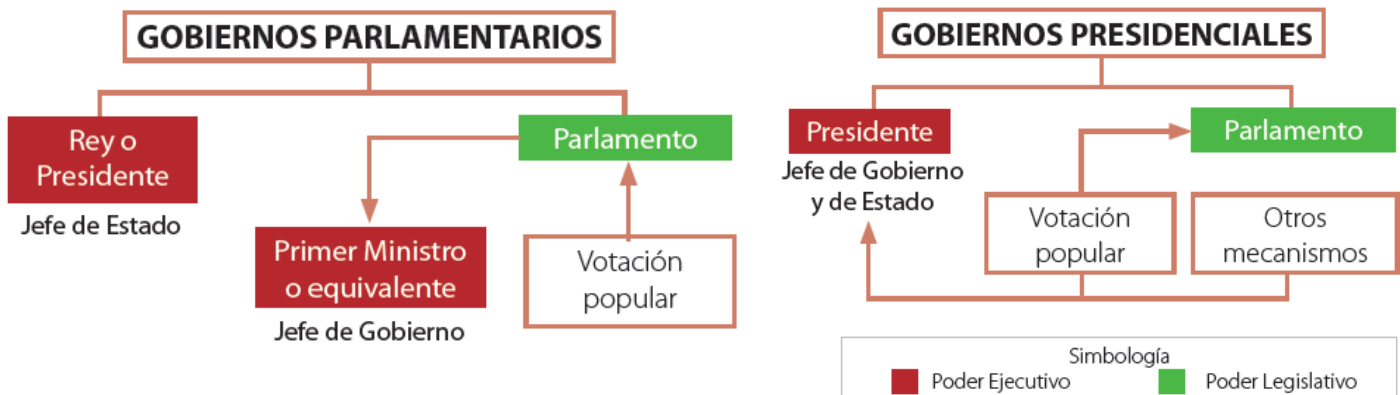 GOBIERNOS PARLAMENTARIOS
Rey o
Presidente
Jefe de Estado
Parlamento
Primer Ministro
o equivalente
Jefe de Gobierno
Votación
popular
GOBIERNOS PRESIDENCIALES
Presidente
Jefe de Gobierno
y de Estado
Parlamento
Votación
popular
Otros
mecanismos
Simbología
Poder Ejecutivo
Poder Legislativo